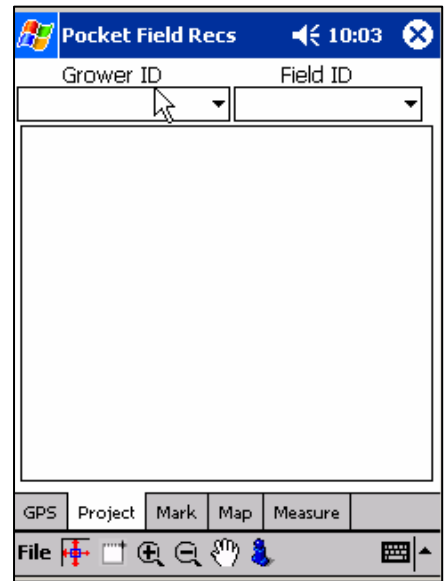 Pocket Field Recs 10:03
Grower ID Field ID
GPS Project Mark Map Measure
File